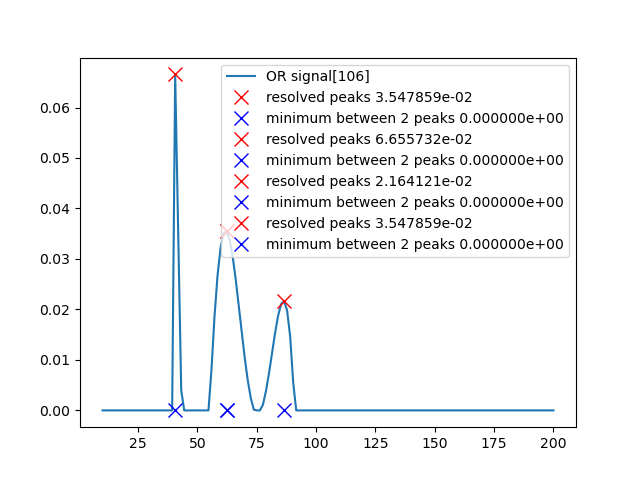 OR signal[106]
resolved peaks 3.547859e-02
minimum between 2 peaks 0.000000e+00
resolved peaks 6.655732e-02
minimum between 2 peaks 0.000000e+00
resolved peaks 2.164121e-02
minimum between 2 peaks 0.000000e+00
resolved peaks 3.547859e-02
minimum between 2 peaks 0.000000e+00
0.06
0.05
0.04
0.03
0.02
0.01
0.00
25 50 75 100 125 150 175 200